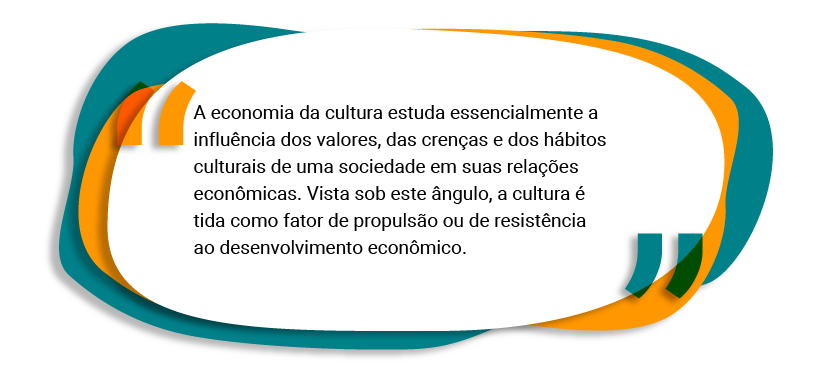 A economia da cultura estuda essencialmente a
influência dos valores, das crenças e dos hábitos
culturais de uma sociedade em suas relações
econômicas. Vista sob este ângulo, a cultura é
tida como fator de propulsão ou de resistência
ao desenvolvimento econômico.